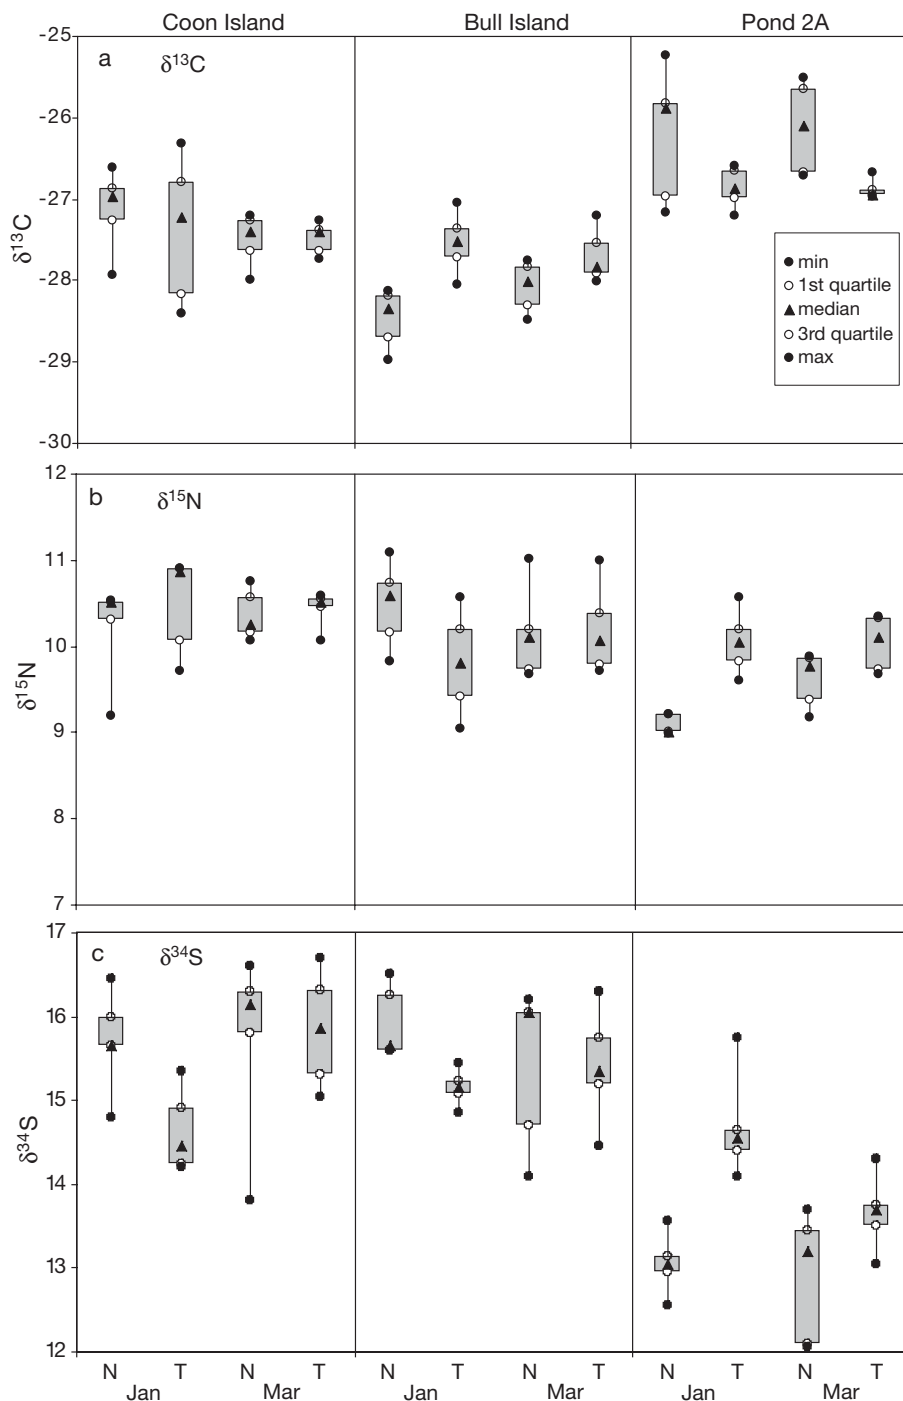 Coon Island Bull Island Pond 2A
a δ13C
-25
-26
-27
-28
-29
-30
δ13C
min
1st quartile
median
3rd quartile
max
b δ15N
12
11
10
9
8
7
δ15N
c δ34S
17
16
15
14
13
12
δ34S
N T N T N T N T N T N T
Jan Mar Jan Mar Jan Mar